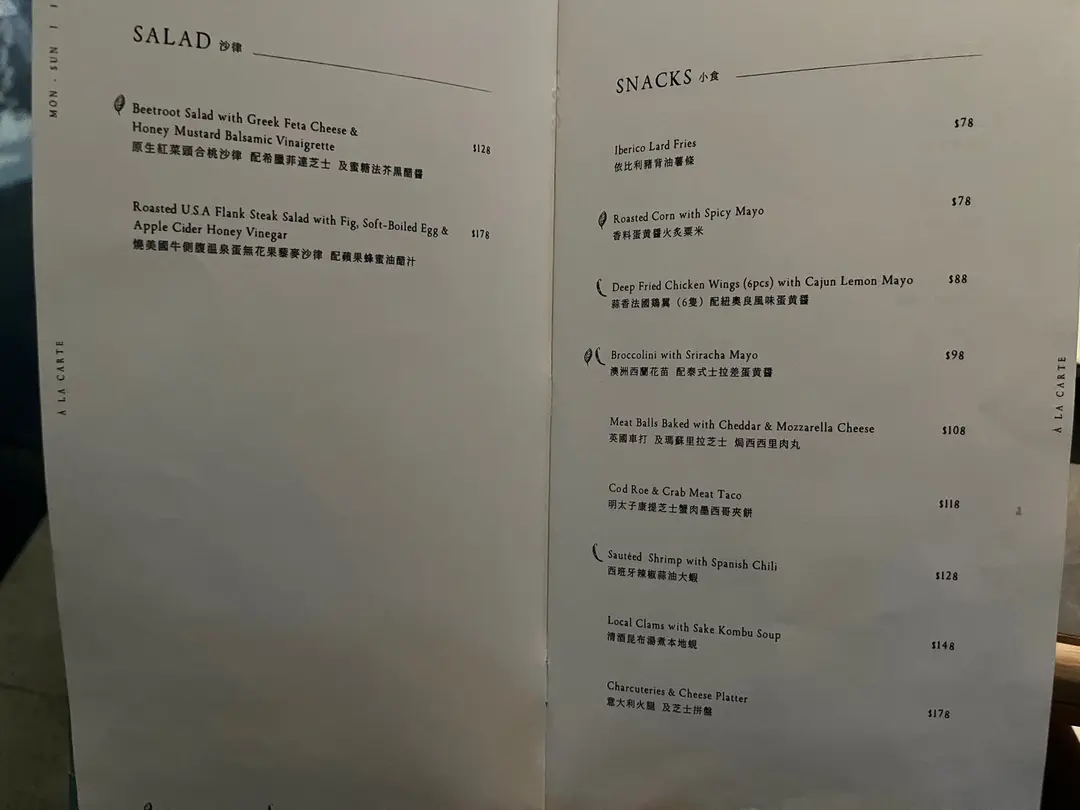 MON - SUN
SALAD 沙律
Beetroot Salad with Greek Feta Cheese &
Honey Mustard Balsamic Vinaigrette
$128
原生紅菜頭合桃沙律 配希臘菲達芝士 及蜜糖法芥黑醋醬
Roasted U.S.A Flank Steak Salad with Fig, Soft-Boiled Egg &
Apple Cider Honey Vinegar
$178
燒美國牛側腹溫泉蛋無花果藜麥沙律 配蘋果蜂蜜油醋汁
À LA CARTE
SNACKS 小食
$78
Iberico Lard Fries
依比利豬背油薯條
Roasted Corn with Spicy Mayo $78
香料蛋黄醬火炙粟米
Deep Fried Chicken Wings (6pcs) with Cajun Lemon Mayo $88
蒜香法國鷄翼（6隻）配紐奧良風味蛋黄醬
Broccolini with Sriracha Mayo $98
澳洲西蘭花苗 配泰式士拉差蛋黄醬
Meat Balls Baked with Cheddar & Mozzarella Cheese $108
英國車打 及瑪蘇里拉芝士 焗西西里肉丸
Cod Roe & Crab Meat Taco $118
明太子康提芝士蟹肉墨西哥夾餅
Sautéed Shrimp with Spanish Chili $128
西班牙辣椒蒜油大蝦
Local Clams with Sake Kombu Soup $148
清酒昆布湯煮本地蜆
Charcuteries & Cheese Platter $178
意大利火腿 及芝士拼盤
À LA CARTE